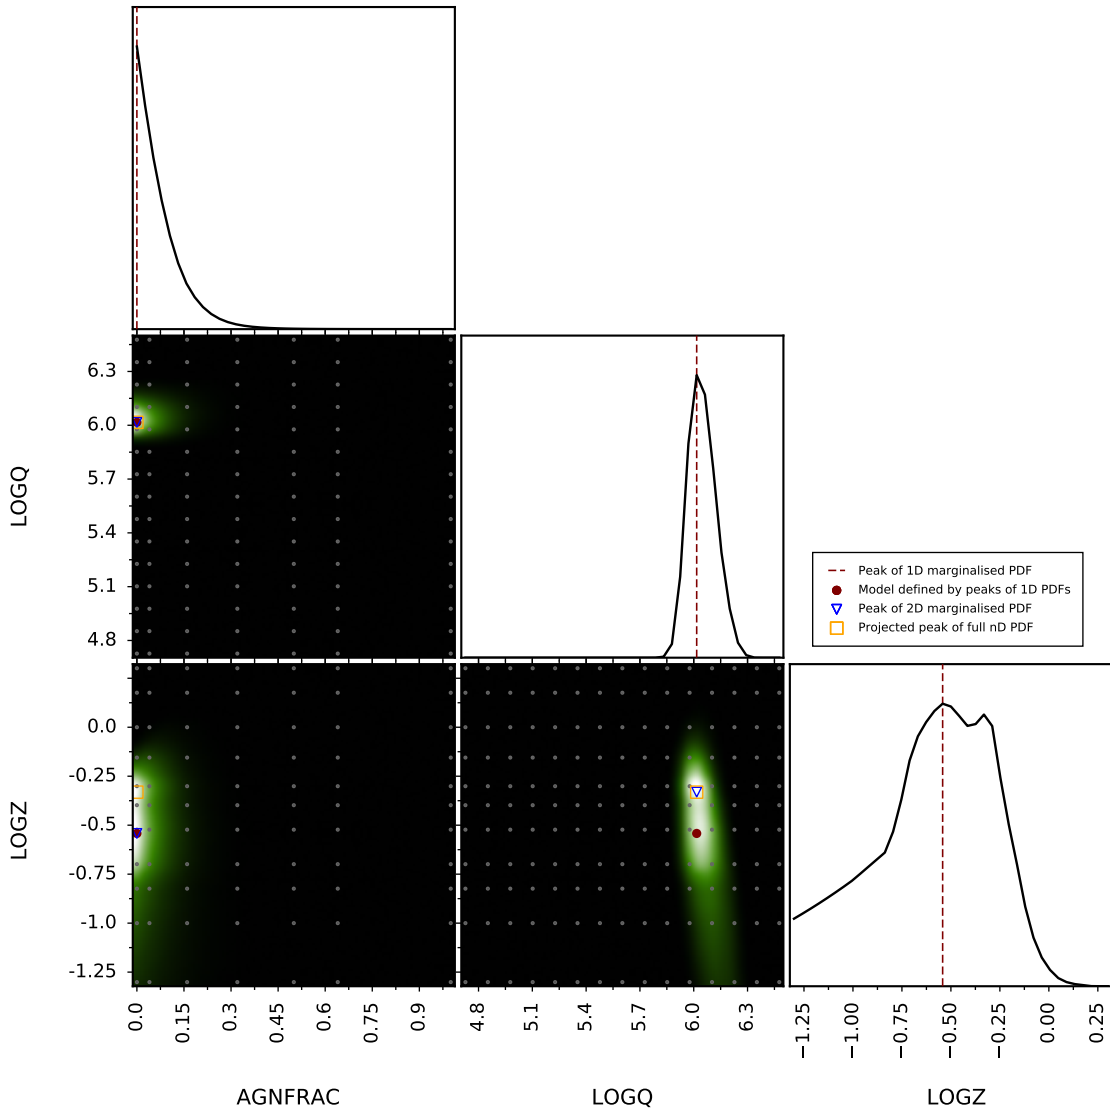 6.3
6.0
5.7
5.4
5.1
4.8
LOGQ
Peak of 1D marginalised PDF
Model defined by peaks of 1D PDFs
Peak of 2D marginalised PDF
Projected peak of full nD PDF
0.0
-0.25
-0.5
-0.75
-1.0
-1.25
LOGZ
0.0 0.15 0.3 0.45 0.6 0.75 0.9
4.8 5.1 5.4 5.7 6.0 6.3
−1.25 −1.00 −0.75 −0.50 −0.25 0.00 0.25
AGNFRAC LOGQ LOGZ